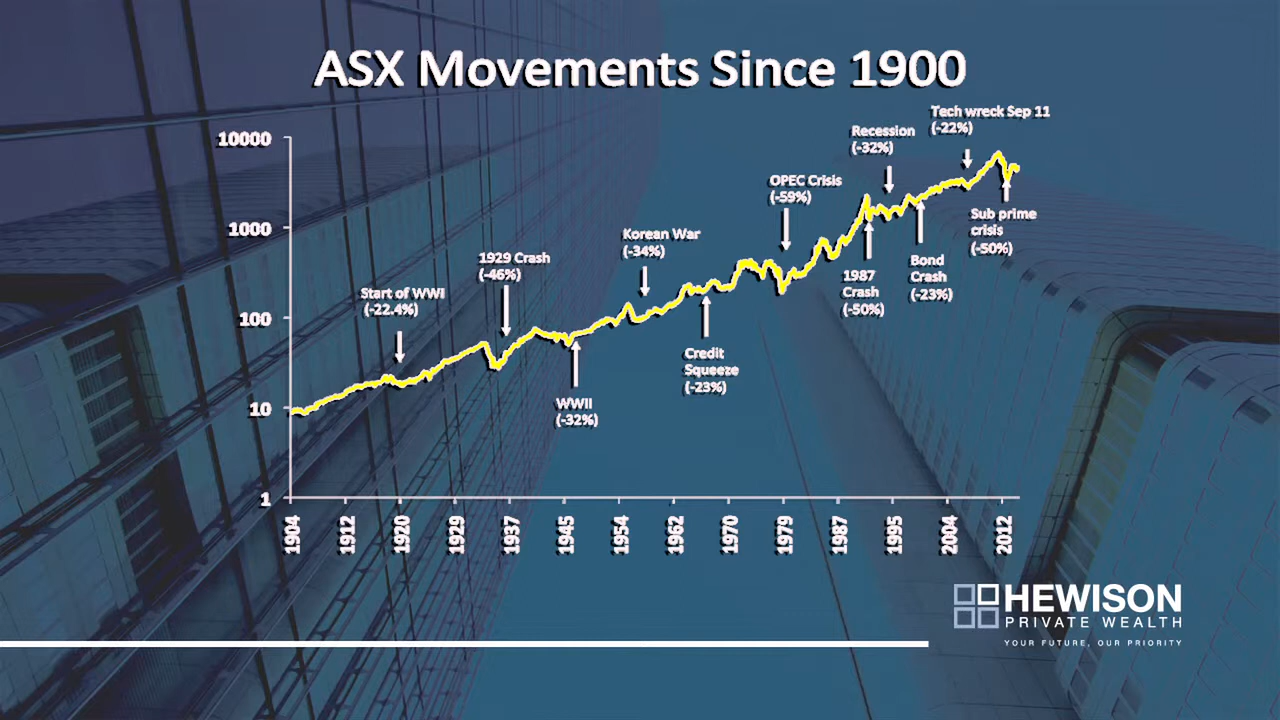 ASX Movements Since 1900
Tech wreck Sep 11
(-22%)
Recession
(-32%)
10000
OPEC Crisis
(-59%)
Sub prime
crisis
(-50%)
1000
Korean War
(-34%)
1929 Crash
(-46%)
Bond
Crash
(-23%)
1987
Crash
(-50%)
Start of WWI
(-22.4%)
100
Credit
Squeeze
(-23%)
10
WWII
(-32%)
1
1904
1912
1920
1929
1937
1945
1954
1962
1970
1979
1987
1995
2004
2012
HEWISON
PRIVATE WEALTH
YOUR FUTURE, OUR PRIORITY